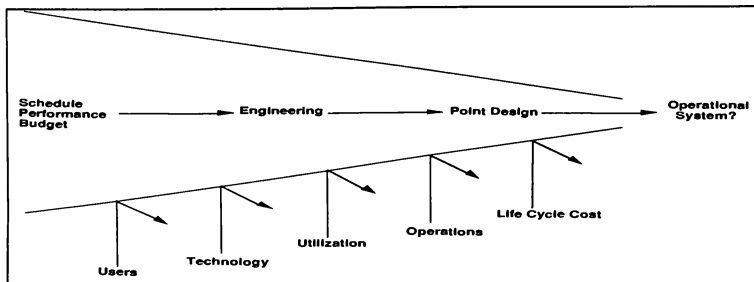 Schedule
Performance
Budget
Engineering
Point Design
Operational
System?
Users
Technology
Utilization
Operations
Life Cycle Cost